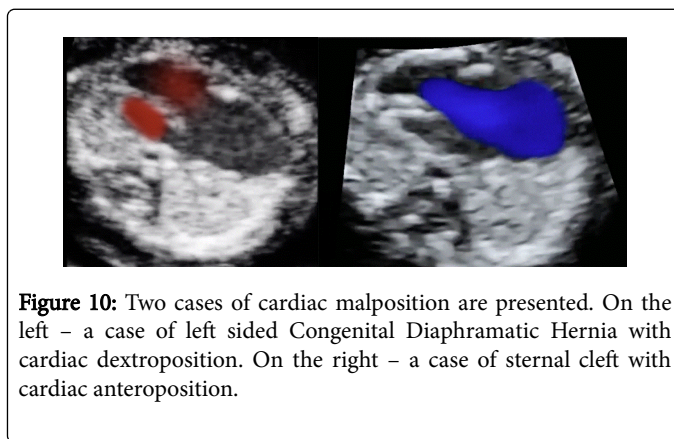 Figure 10: Two cases of cardiac malposition are presented. On the
left – a case of left sided Congenital Diaphramatic Hernia with
cardiac dextroposition. On the right – a case of sternal cleft with
cardiac anteroposition.